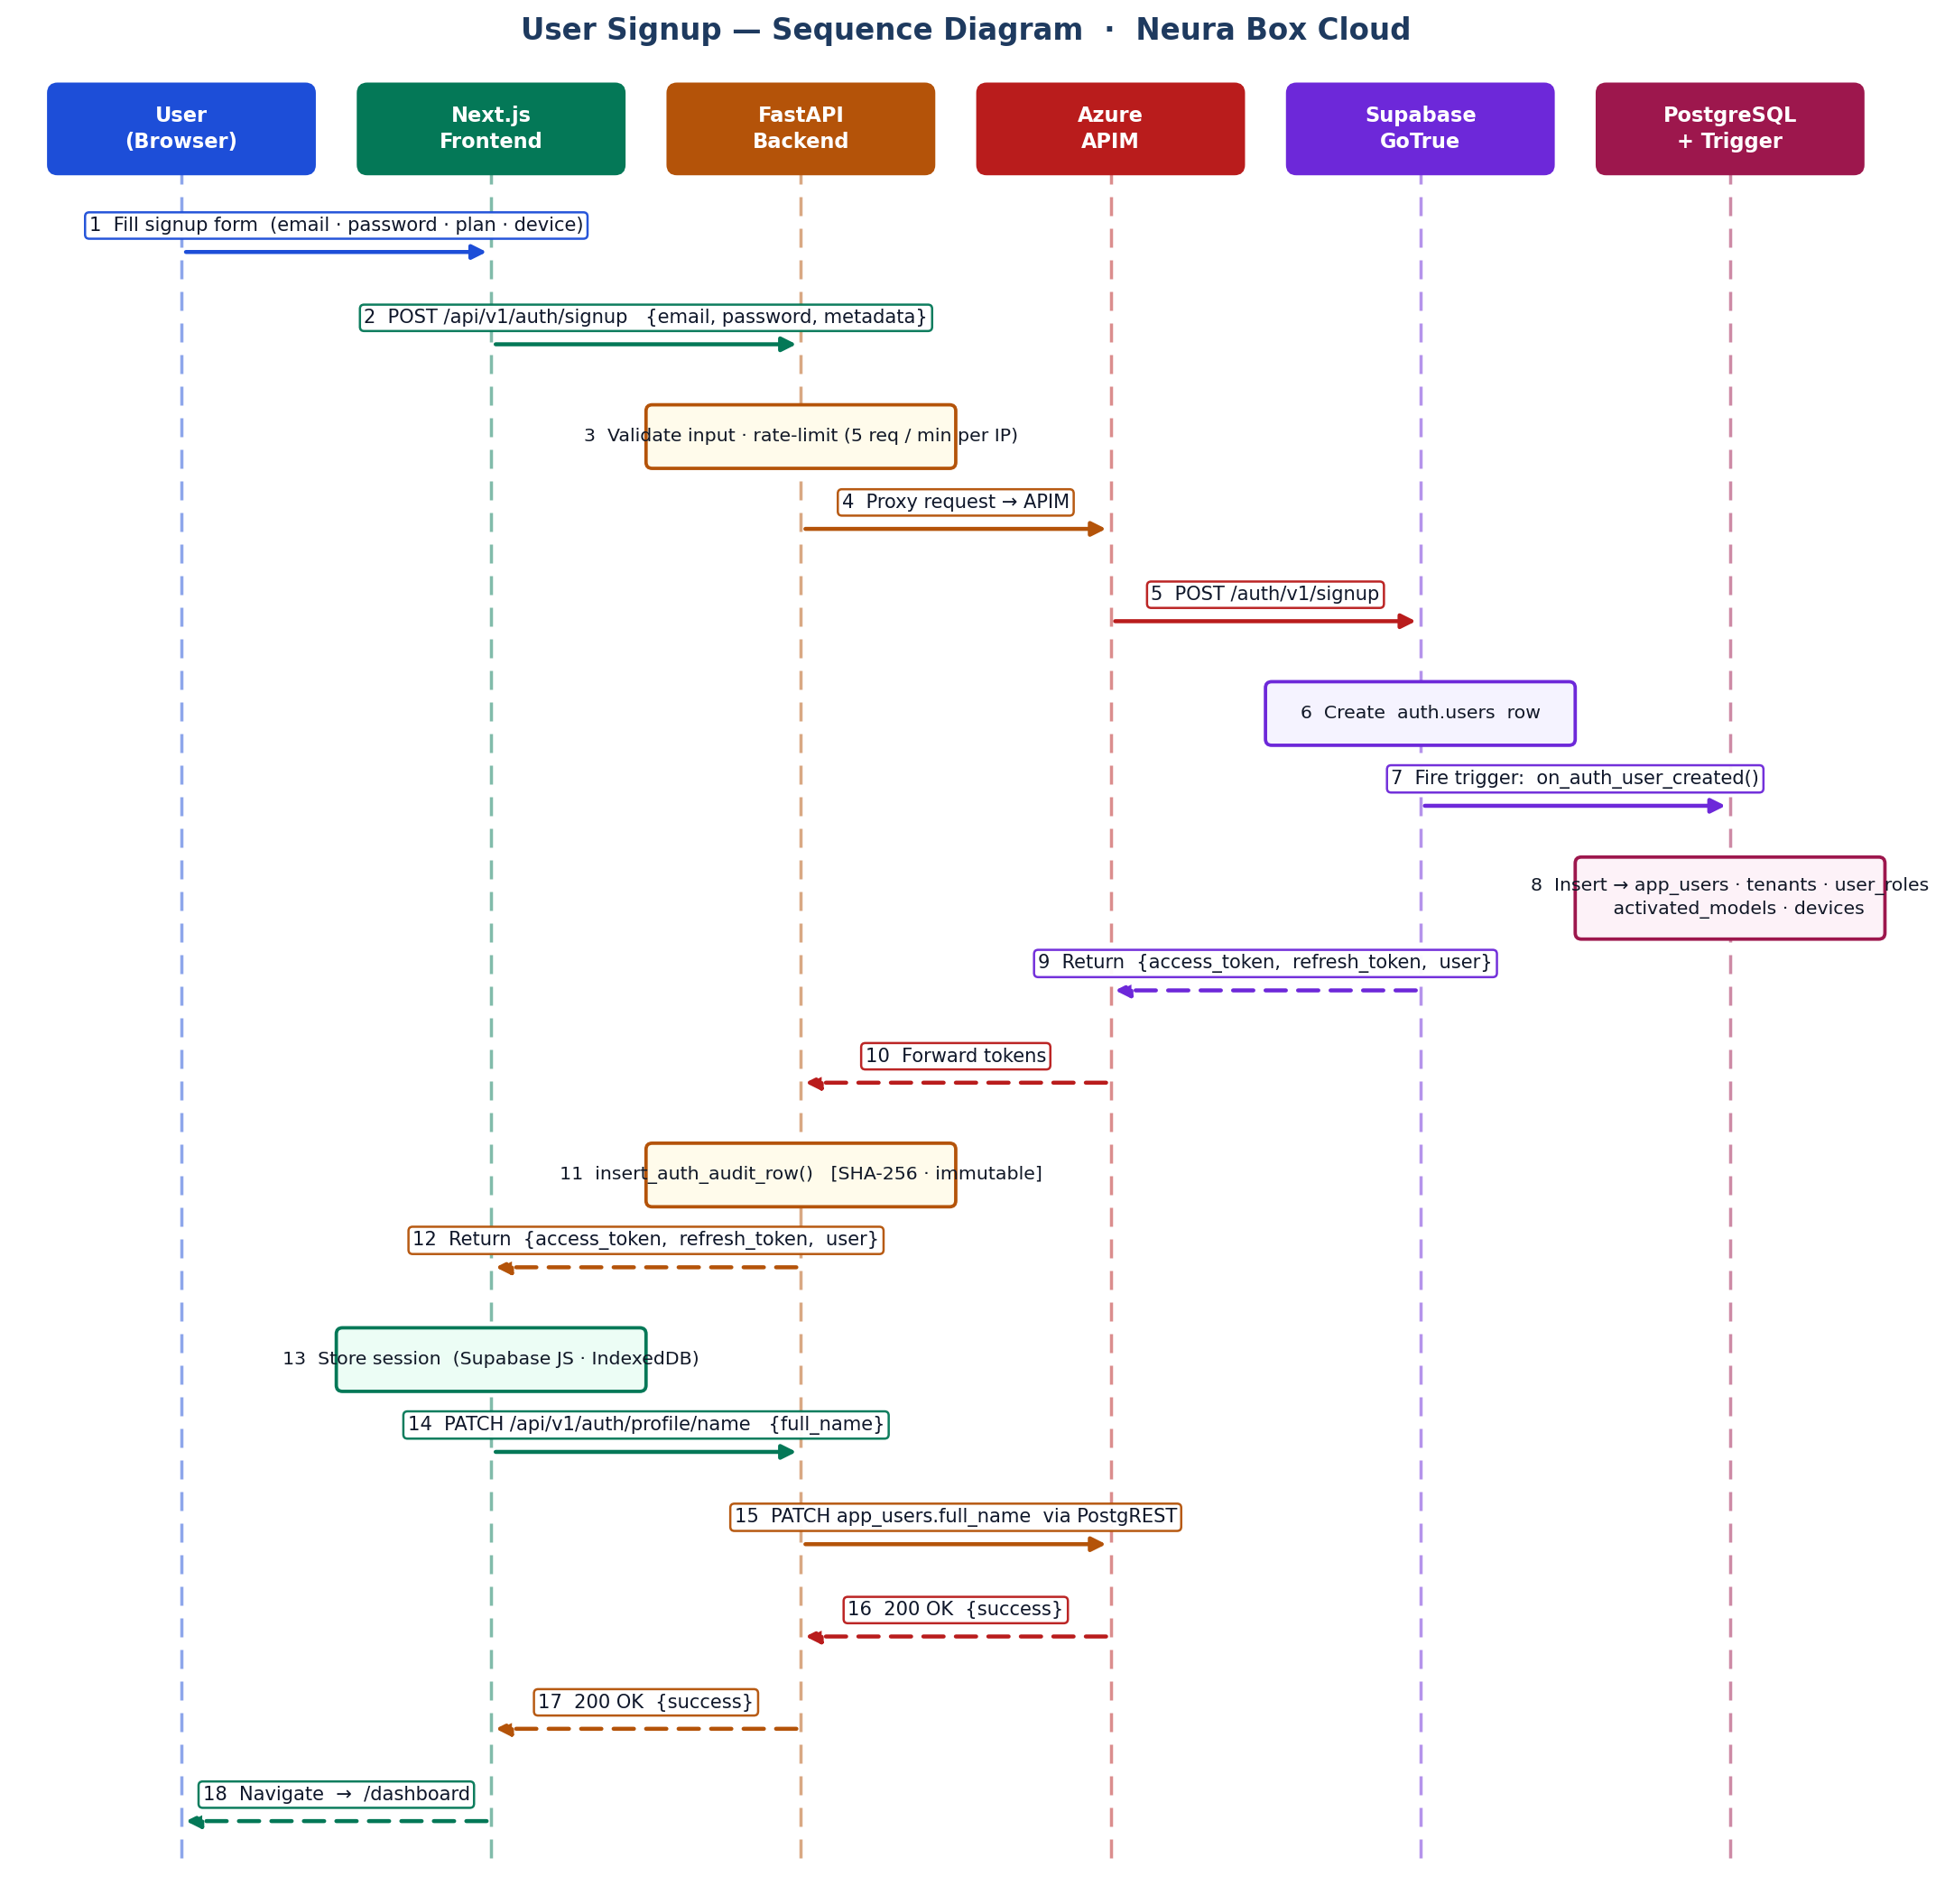 User Signup — Sequence Diagram · Neura Box Cloud
User
(Browser)
Next.js
Frontend
FastAPI
Backend
Azure
APIM
Supabase
GoTrue
PostgreSQL
+ Trigger
1 Fill signup form (email · password · plan · device)
2 POST /api/v1/auth/signup {email, password, metadata}
3 Validate input · rate-limit (5 req / min per IP)
4 Proxy request → APIM
5 POST /auth/v1/signup
6 Create auth.users row
7 Fire trigger: on_auth_user_created()
8 Insert → app_users · tenants · user_roles
activated_models · devices
9 Return {access_token, refresh_token, user}
10 Forward tokens
11 insert_auth_audit_row() [SHA-256 · immutable]
12 Return {access_token, refresh_token, user}
13 Store session (Supabase JS · IndexedDB)
14 PATCH /api/v1/auth/profile/name {full_name}
15 PATCH app_users.full_name via PostgREST
16 200 OK {success}
17 200 OK {success}
18 Navigate → /dashboard